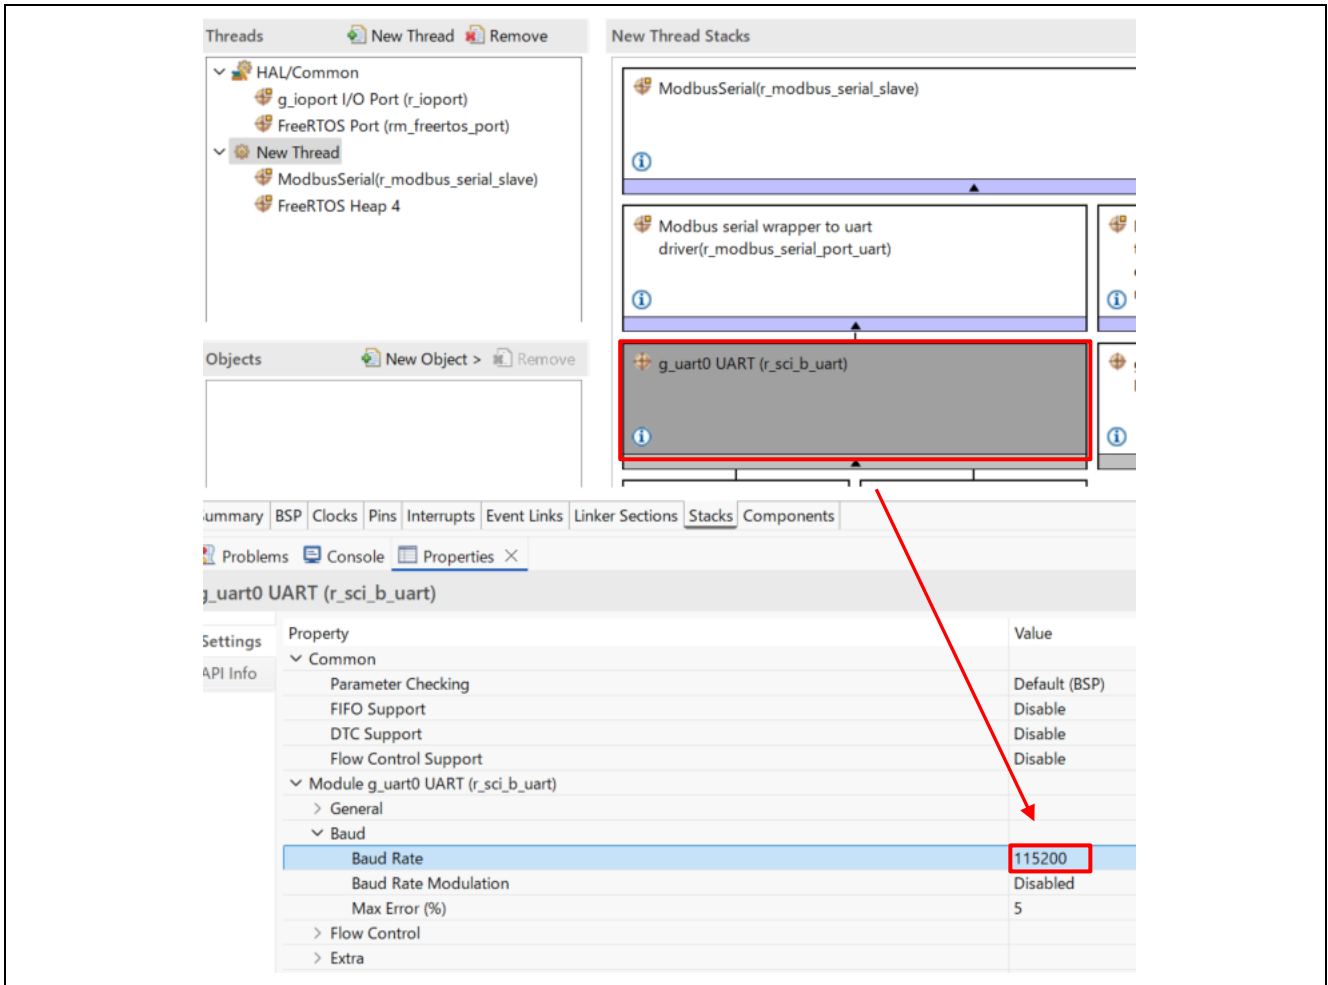 Threads New Thread Remove
HAL/Common
g_ioport I/O Port (r_ioport)
FreeRTOS Port (rm_freertos_port)
New Thread
ModbusSerial(r_modbus_serial_slave)
FreeRTOS Heap 4
Objects New Object > Remove
New Thread Stacks
ModbusSerial(r_modbus_serial_slave)
Modbus serial wrapper to uart
driver(r_modbus_serial_port_uart)
g_uart0 UART (r_sci_b_uart)
BSP Clocks Pins Interrupts Event Links Linker Sections Stacks Components
Problems Console Properties
g_uart0 UART (r_sci_b_uart)
Settings
API Info
Property Value
Common
Parameter Checking Default (BSP)
FIFO Support Disable
DTC Support Disable
Flow Control Support Disable
Module g_uart0 UART (r_sci_b_uart)
General
Baud
Baud Rate 115200
Baud Rate Modulation Disabled
Max Error (%) 5
Flow Control
Extra